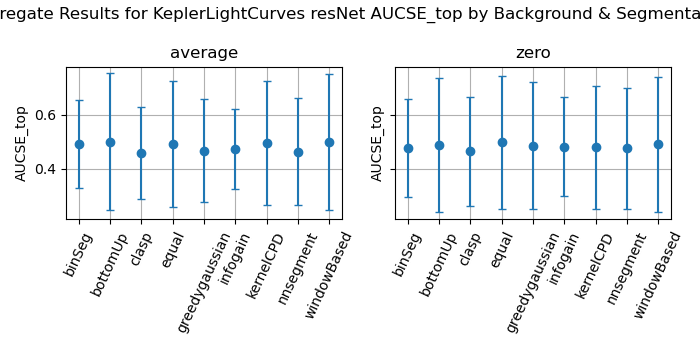 regate Results for KeplerLightCurves resNet AUCSE_top by Background & Segmenta
average
zero
AUCSE_top
0.6
0.4
binSeg
bottomUp
clasp
equal
greedygaussian
infogain
kernelCPD
nnsegment
windowBased
AUCSE_top
binSeg
bottomUp
clasp
equal
greedygaussian
infogain
kernelCPD
nnsegment
windowBased